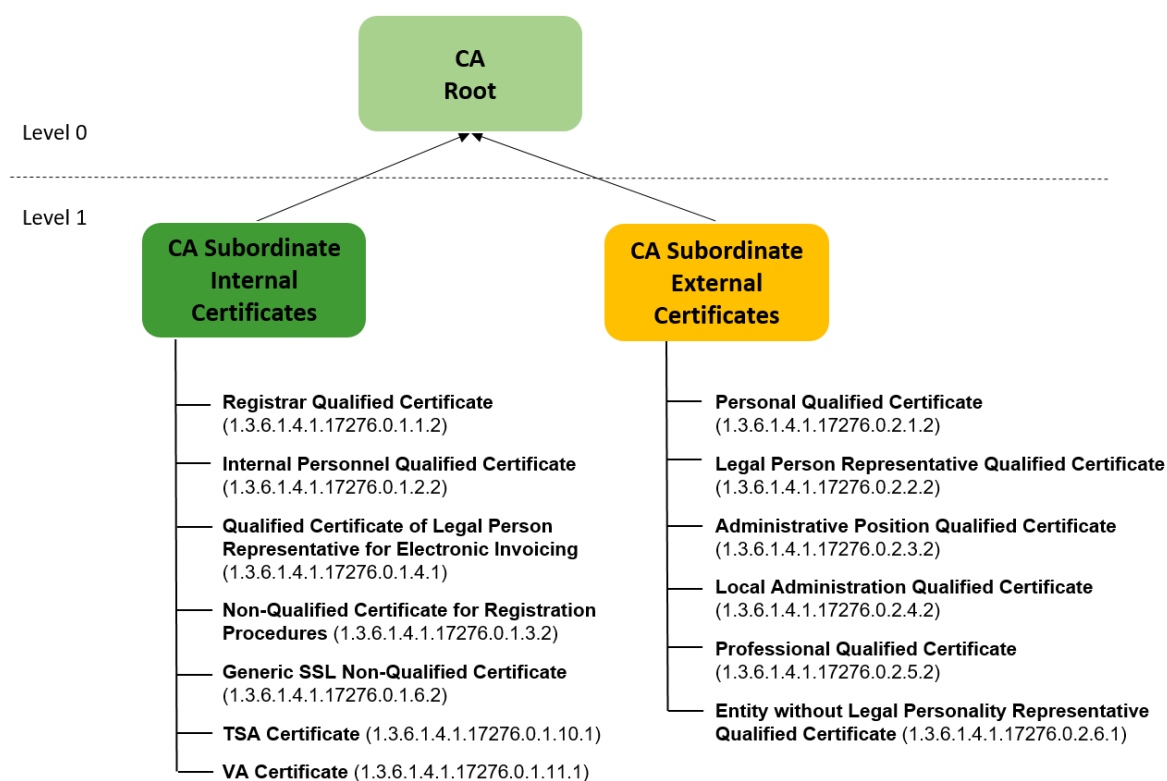 CA
Root
Level 0
Level 1
CA Subordinate
Internal
Certificates
CA Subordinate
External
Certificates
Registrar Qualified Certificate
(1.3.6.1.4.1.17276.0.1.1.2)
Internal Personnel Qualified Certificate
(1.3.6.1.4.1.17276.0.1.2.2)
Qualified Certificate of Legal Person
Representative for Electronic Invoicing
(1.3.6.1.4.1.17276.0.1.4.1)
Non-Qualified Certificate for Registration
Procedures (1.3.6.1.4.1.17276.0.1.3.2)
Generic SSL Non-Qualified Certificate
(1.3.6.1.4.1.17276.0.1.6.2)
TSA Certificate (1.3.6.1.4.1.17276.0.1.10.1)
VA Certificate (1.3.6.1.4.1.17276.0.1.11.1)
Personal Qualified Certificate
(1.3.6.1.4.1.17276.0.2.1.2)
Legal Person Representative Qualified Certificate
(1.3.6.1.4.1.17276.0.2.2.2)
Administrative Position Qualified Certificate
(1.3.6.1.4.1.17276.0.2.3.2)
Local Administration Qualified Certificate
(1.3.6.1.4.1.17276.0.2.4.2)
Professional Qualified Certificate
(1.3.6.1.4.1.17276.0.2.5.2)
Entity without Legal Personality Representative
Qualified Certificate (1.3.6.1.4.1.17276.0.2.6.1)